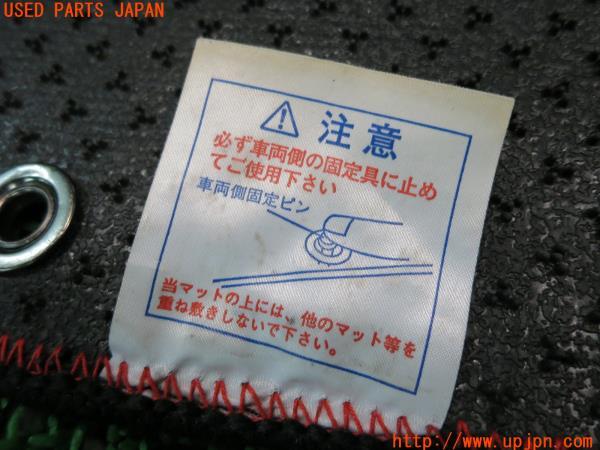 USED PARTS JAPAN
注意
必ず車両側の固定具に止め
てご使用下さい
車両側固定ピン
当マットの上には、他のマット等を
重ね敷きしないで下さい。
http://www.upjpn.com/